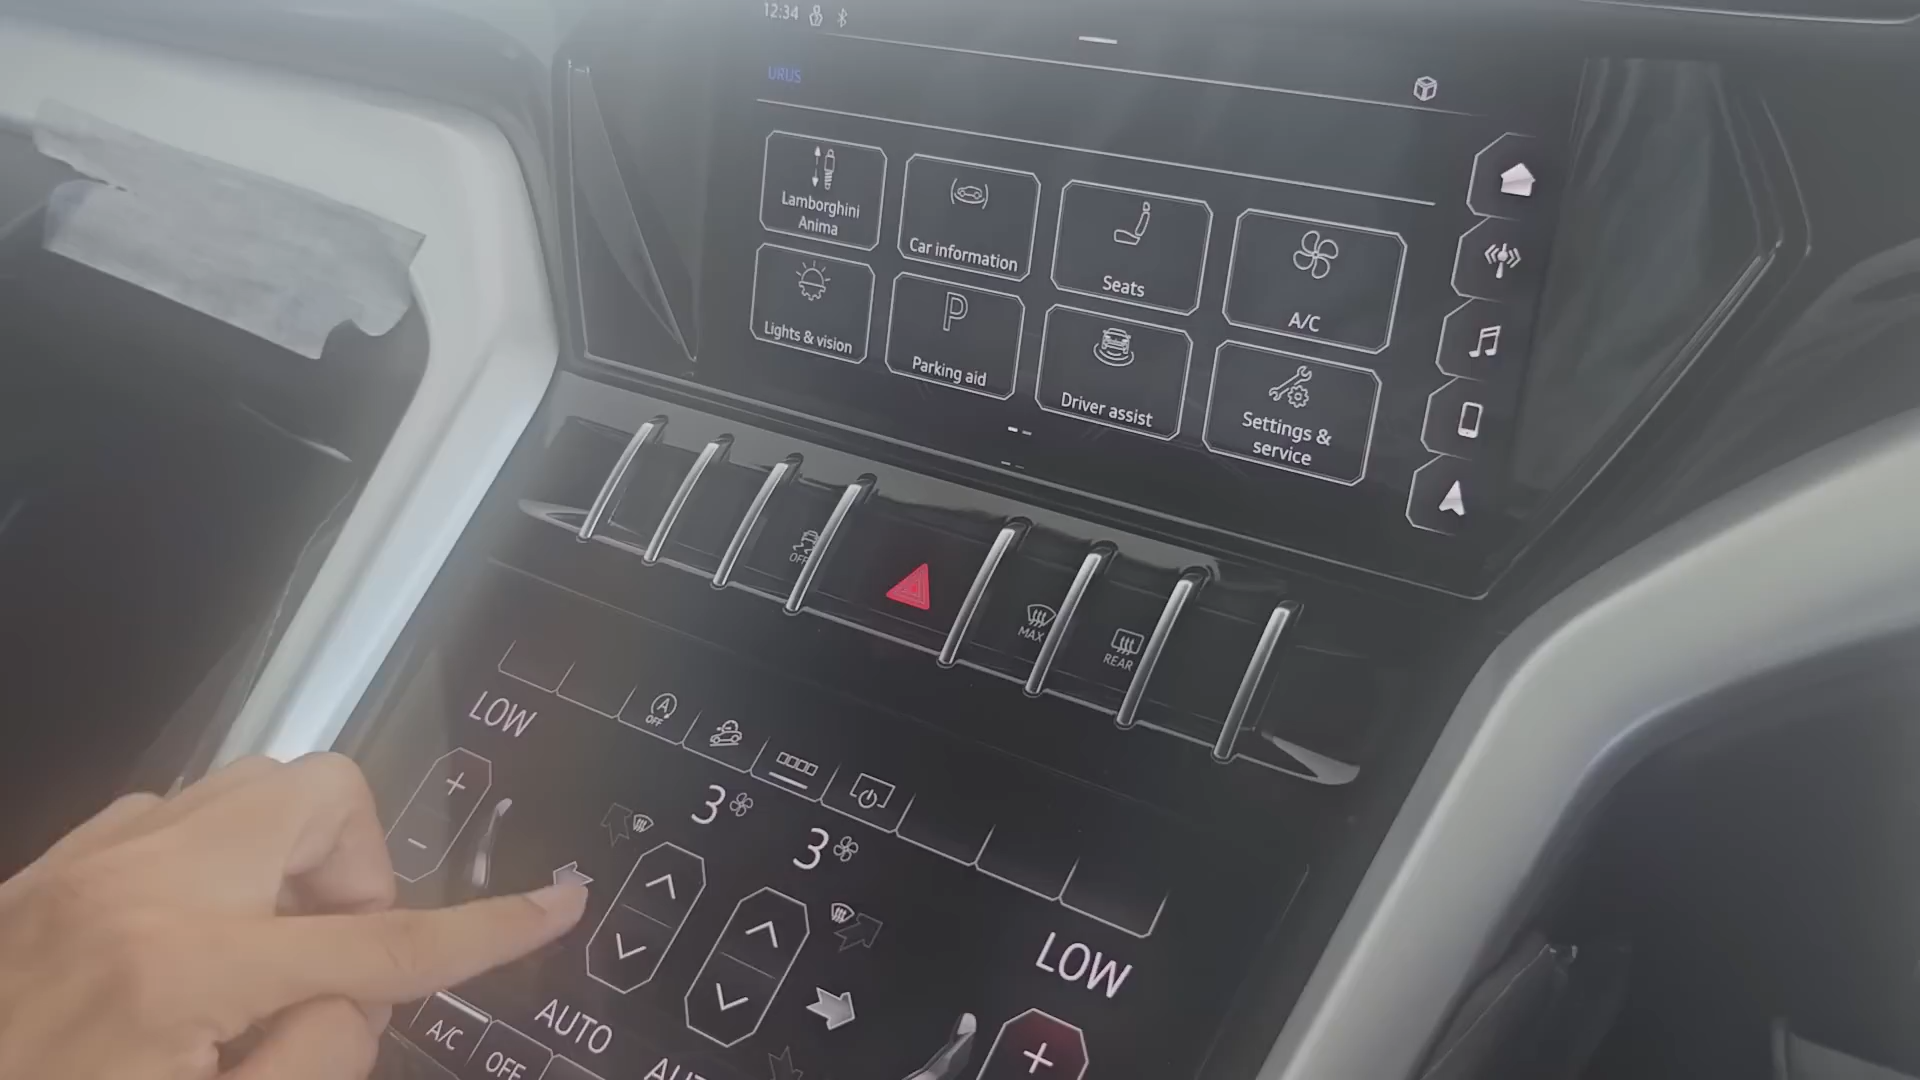 12:34
URUS
Lamborghini
Anima
Car information
Seats
A/C
Lights & vision
P
Parking aid
Driver assist
Settings &
service
OFF
MAX
REAR
LOW
A
OFF
3
3
LOW
AUTO
A/C
OFF